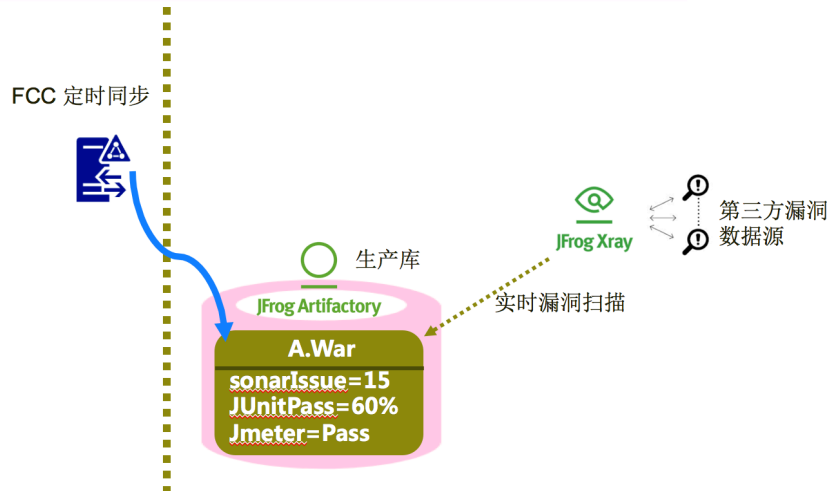 FCC 定时同步
第三方漏洞
数据源
JFrog Xray
生产库
JFrog Artifactory
实时漏洞扫描
A.War
sonarIssue=15
JUnitPass=60%
Jmeter=Pass